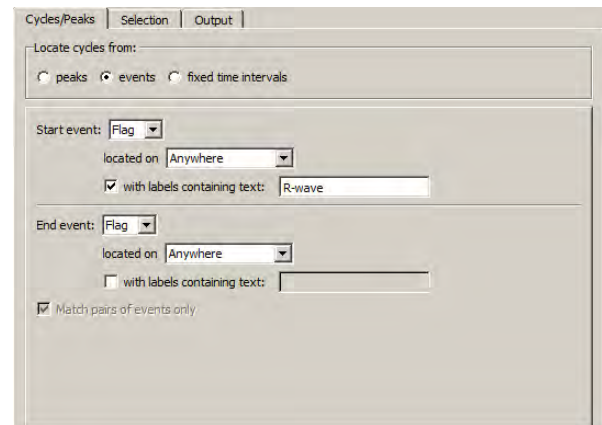 Cycles/Peaks Selection Output
Locate cycles from:
peaks events fixed time intervals
Start event: Flag
located on Anywhere
with labels containing text: R-wave
End event: Flag
located on Anywhere
with labels containing text:
Match pairs of events only